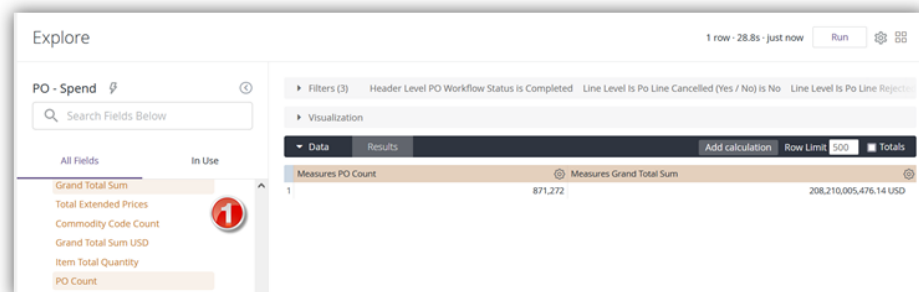 Explore
1 row · 28.8s · just now Run
PO - Spend
Search Fields Below
All Fields In Use
Grand Total Sum
Total Extended Prices
Commodity Code Count
Grand Total Sum USD
Item Total Quantity
PO Count
1
Filters (3) Header Level PO Workflow Status is Completed Line Level Is Po Line Cancelled (Yes / No) is No Line Level Is Po Line
Visualization
Data Results Add calculation Row Limit 500 Totals
Measures PO Count Measures Grand Total Sum
1 871,272 208,210,005,476.14 USD